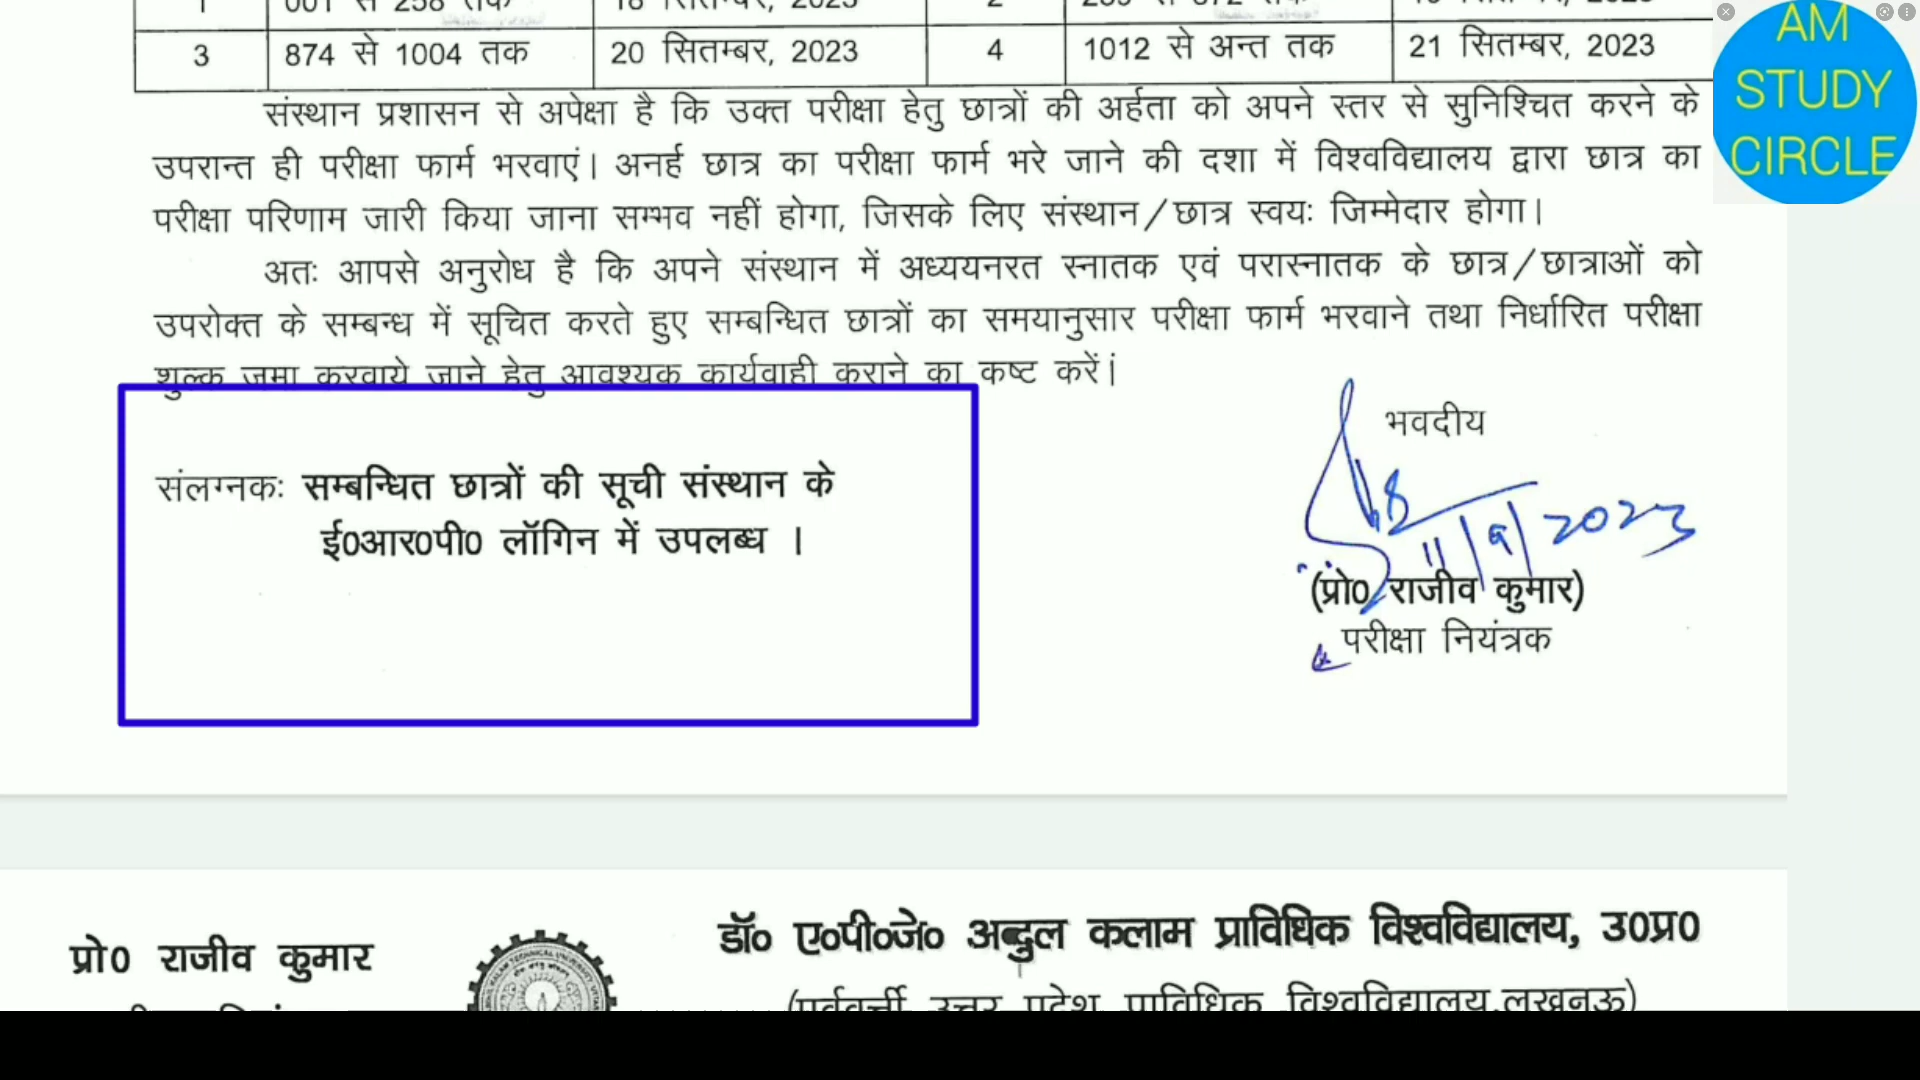 3 874 से 1004 तक 20 सितम्बर, 2023 4 1012 से अन्त तक 21 सितम्बर, 2023
संस्थान प्रशासन से अपेक्षा है कि उक्त परीक्षा हेतु छात्रों की अर्हता को अपने स्तर से सुनिश्चित करने के
उपरान्त ही परीक्षा फार्म भरवाएं। अनर्ह छात्र का परीक्षा फार्म भरे जाने की दशा में विश्वविद्यालय द्वारा छात्र का
परीक्षा परिणाम जारी किया जाना सम्भव नहीं होगा, जिसके लिए संस्थान/छात्र स्वयः जिम्मेदार होगा।
अतः आपसे अनुरोध है कि अपने संस्थान में अध्ययनरत स्नातक एवं परास्नातक के छात्र/छात्राओं को
उपरोक्त के सम्बन्ध में सूचित करते हुए सम्बन्धित छात्रों का समयानुसार परीक्षा फार्म भरवाने तथा निर्धारित परीक्षा
शुल्क जमा करवाये जाने हेतु आवश्यक कार्यवाही कराने का कष्ट करें।
संलग्नकः सम्बन्धित छात्रों की सूची संस्थान के
ई0आर0पी0 लॉगिन में उपलब्ध ।
भवदीय
11/9/2023
(प्रो0 राजीव कुमार)
परीक्षा नियंत्रक
प्रो0 राजीव कुमार
डॉ० ए०पी०जे० अब्दुल कलाम प्राविधिक विश्वविद्यालय, उ0प्र0
(पूर्ववर्त्ती उत्तर प्रदेश प्राविधिक विश्वविद्यालय, लखनऊ)
AM
STUDY
CIRCLE